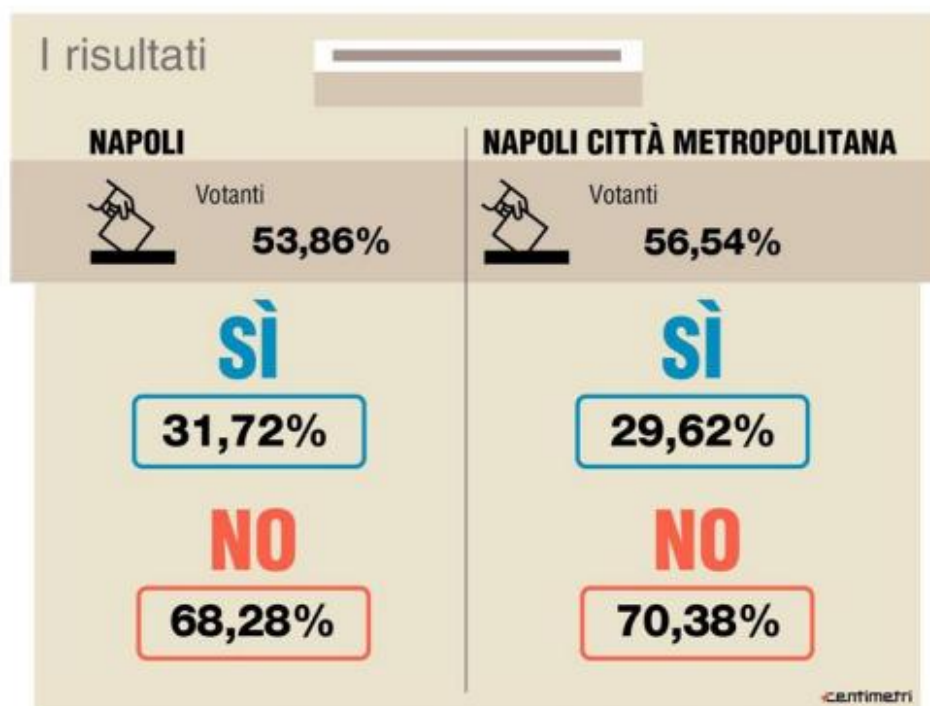 I risultati
NAPOLI
Votanti
53,86%
SÌ
31,72%
NO
68,28%
NAPOLI CITTÀ METROPOLITANA
Votanti
56,54%
SÌ
29,62%
NO
70,38%
centimetri